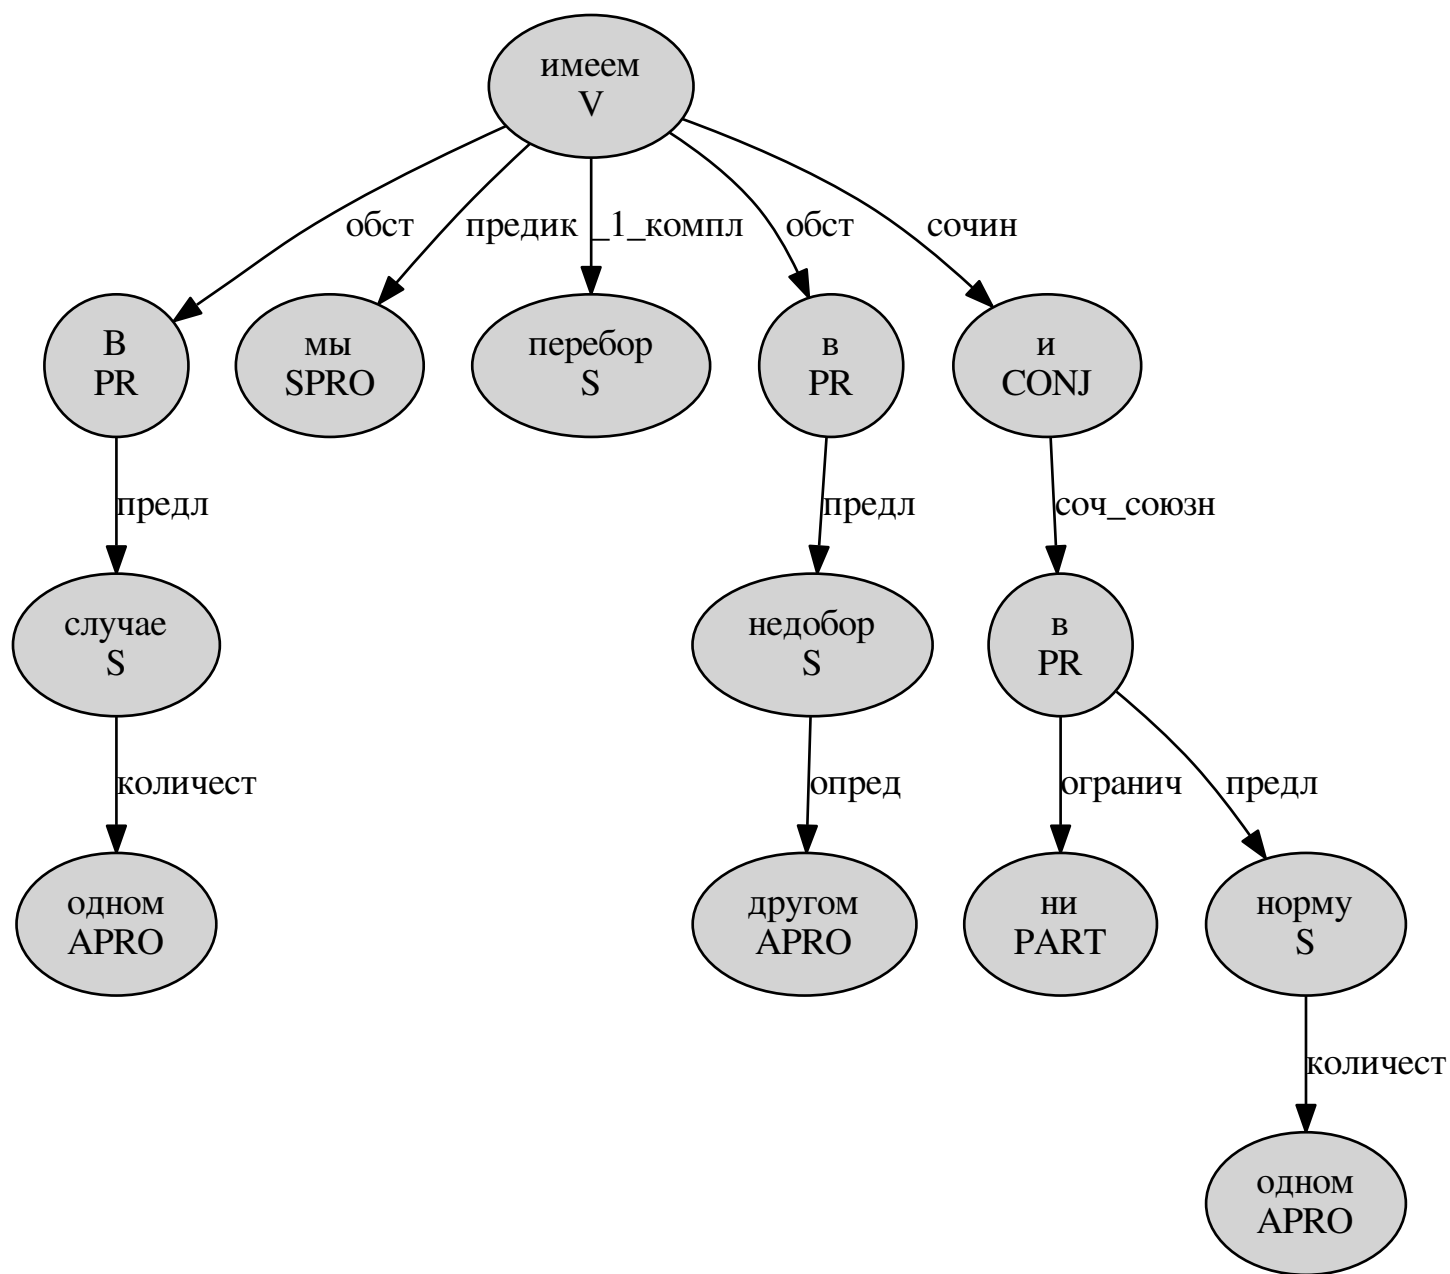 имеем
V
обст
предик
_1_компл
обст
сочин
В
PR
мы
SPRO
перебор
S
в
PR
и
CONJ
предл
предл
соч_союзн
случае
S
недобор
S
в
PR
количест
опред
огранич
предл
одном
APRO
другом
APRO
ни
PART
норму
S
количест
одном
APRO